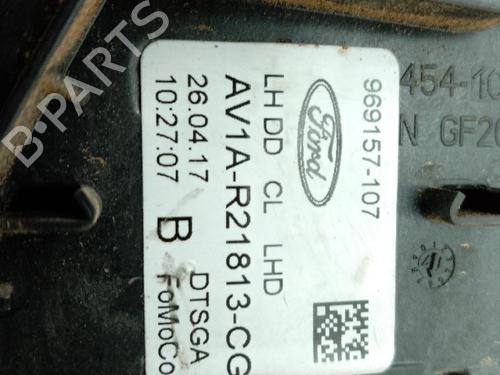 969157-107
Ford
LH DD CL LHD
AV1A-R21813-CG
26.04.17 B DTSGA
10:27:07 FoMoCo
454-1
GF20
B-PARTS